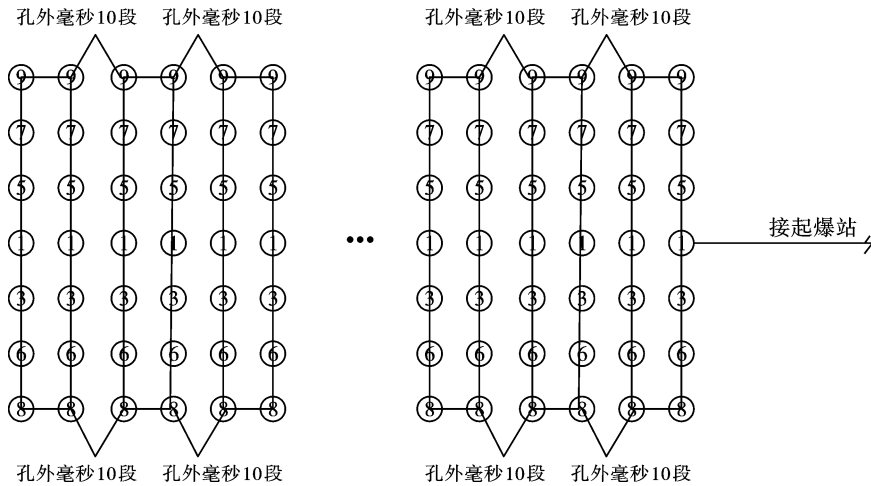 孔外毫秒10段 孔外毫秒10段 孔外毫秒10段 孔外毫秒10段
9 9 9 9 9 9 9 9 9 9 9 9
7 7 7 7 7 7 7 7 7 7 7 7
5 5 5 5 5 5 5 5 5 5 5 5
1 1 1 1 1 1 ••• 1 1 1 1 1 1 接起爆站
3 3 3 3 3 3 3 3 3 3 3 3
6 6 6 6 6 6 6 6 6 6 6 6
8 8 8 8 8 8 8 8 8 8 8 8
孔外毫秒10段 孔外毫秒10段 孔外毫秒10段 孔外毫秒10段